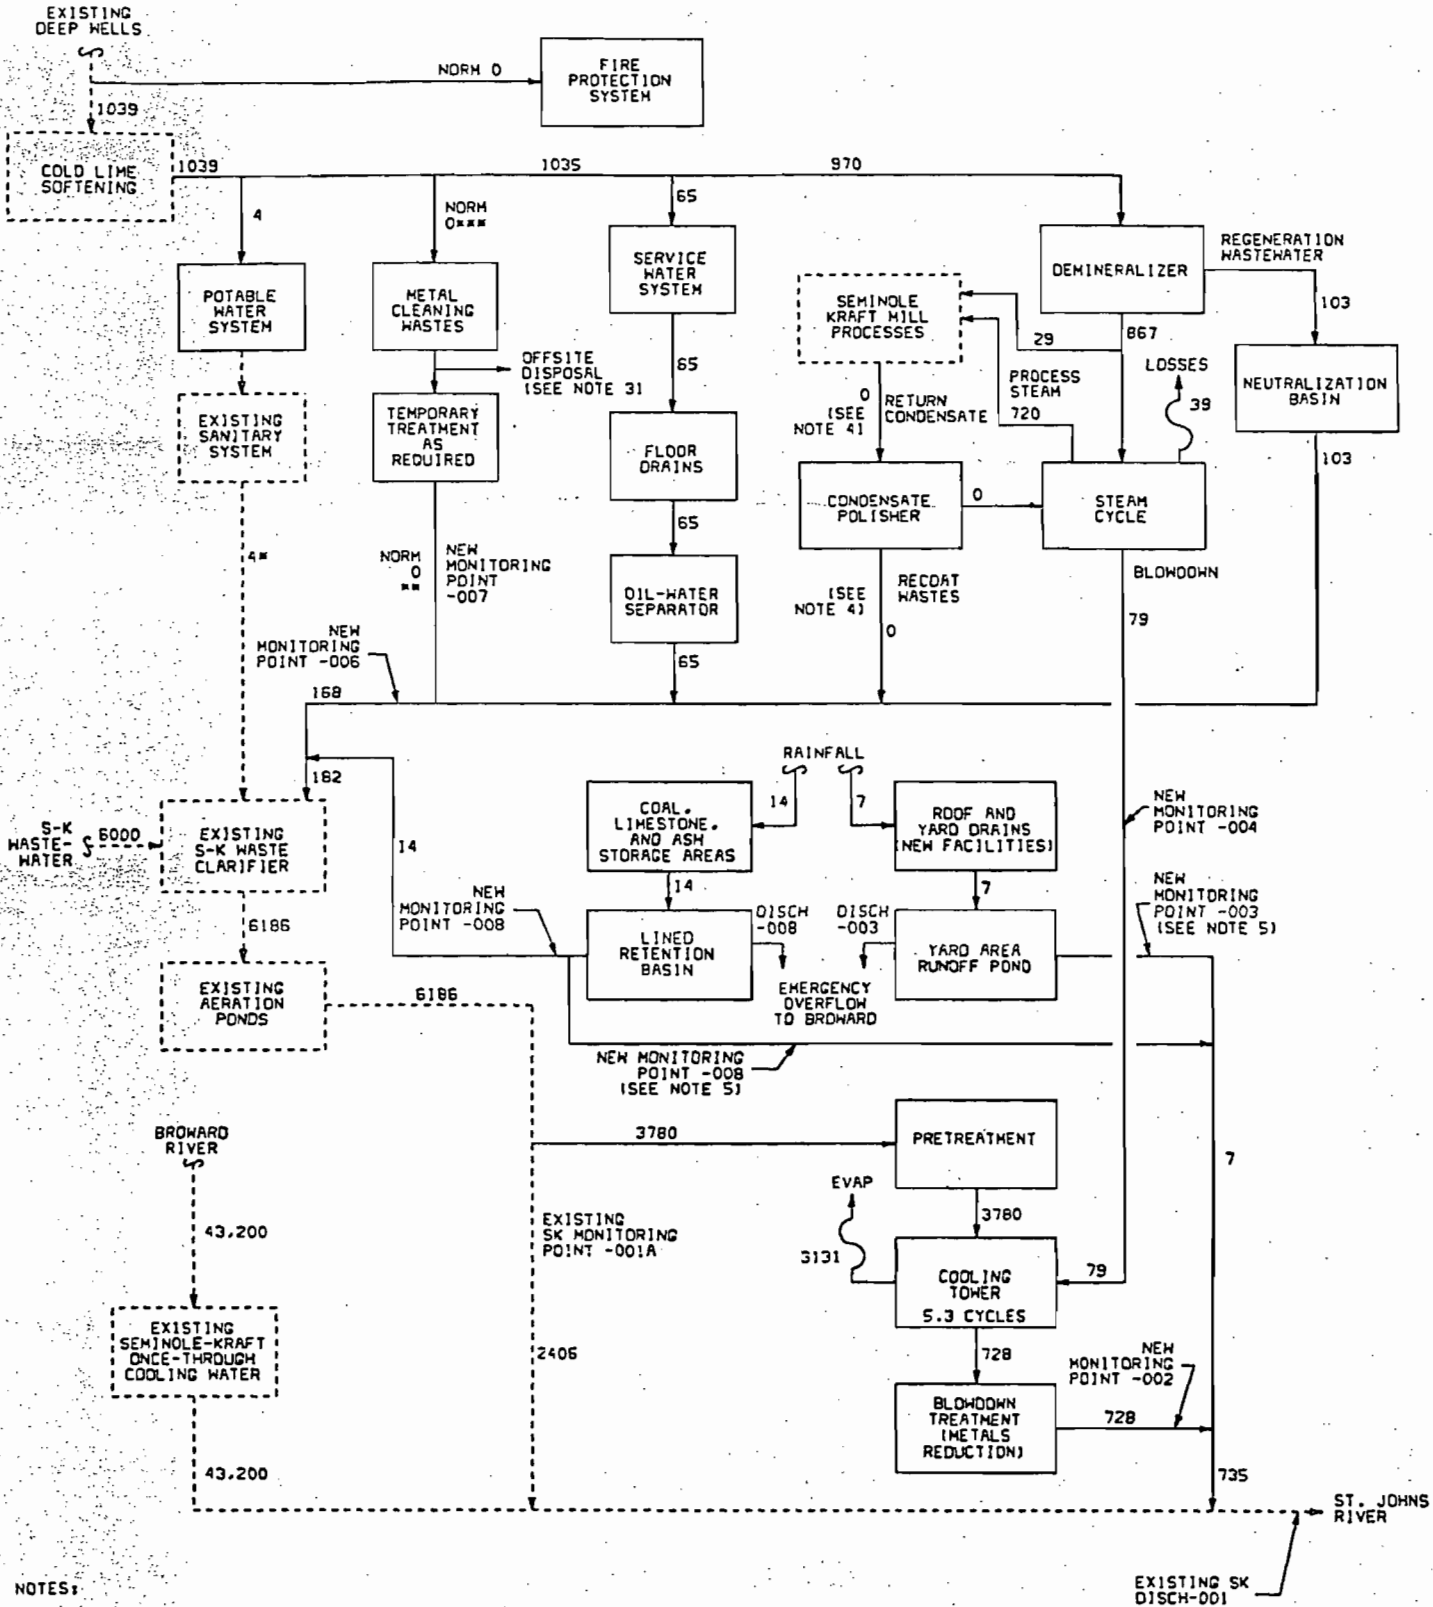 EXISTING
DEEP WELLS
NORM 0
FIRE
PROTECTION
SYSTEM
1039
COLD LIME
SOFTENING
1039
1035
970
4
NORM
0***
65
POTABLE
WATER
SYSTEM
METAL
CLEANING
WASTES
SERVICE
WATER
SYSTEM
SEMINOLE
KRAFT MILL
PROCESSES
DEMINERALIZER
REGENERATION
WASTEWATER
103
29
867
OFFSITE
DISPOSAL
(SEE NOTE 3)
65
PROCESS
STEAM
720
LOSSES
39
NEUTRALIZATION
BASIN
EXISTING
SANITARY
SYSTEM
TEMPORARY
TREATMENT
AS
REQUIRED
FLOOR
DRAINS
0
(SEE
NOTE 4)
RETURN
CONDENSATE
103
CONDENSATE
POLISHER
0
STEAM
CYCLE
65
4*
NORM
0
**
NEW
MONITORING
POINT
-007
OIL-WATER
SEPARATOR
(SEE
NOTE 4)
RECOAT
WASTES
0
BLOWDOWN
79
NEW
MONITORING
POINT -006
65
168
182
RAINFALL
14
7
S-K
WASTE-
WATER
6000
EXISTING
S-K WASTE
CLARIFIER
14
COAL,
LIMESTONE,
AND ASH
STORAGE AREAS
ROOF AND
YARD DRAINS
(NEW FACILITIES)
NEW
MONITORING
POINT -004
14
7
NEW
MONITORING
POINT -008
DISCH
-008
DISCH
-003
NEW
MONITORING
POINT -003
(SEE NOTE 5)
6186
LINED
RETENTION
BASIN
YARD AREA
RUNOFF POND
EXISTING
AERATION
PONDS
6186
EMERGENCY
OVERFLOW
TO BROWARD
NEW MONITORING
POINT -008
(SEE NOTE 5)
BROWARD
RIVER
3780
PRETREATMENT
7
EVAP
3780
43,200
EXISTING
SK MONITORING
POINT -001A
3131
COOLING
TOWER
5.3 CYCLES
79
EXISTING
SEMINOLE-KRAFT
ONCE-THROUGH
COOLING WATER
2406
728
NEW
MONITORING
POINT -002
BLOWDOWN
TREATMENT
(METALS
REDUCTION)
728
43,200
735
ST. JOHNS
RIVER
NOTES:
EXISTING SK
DISCH-001